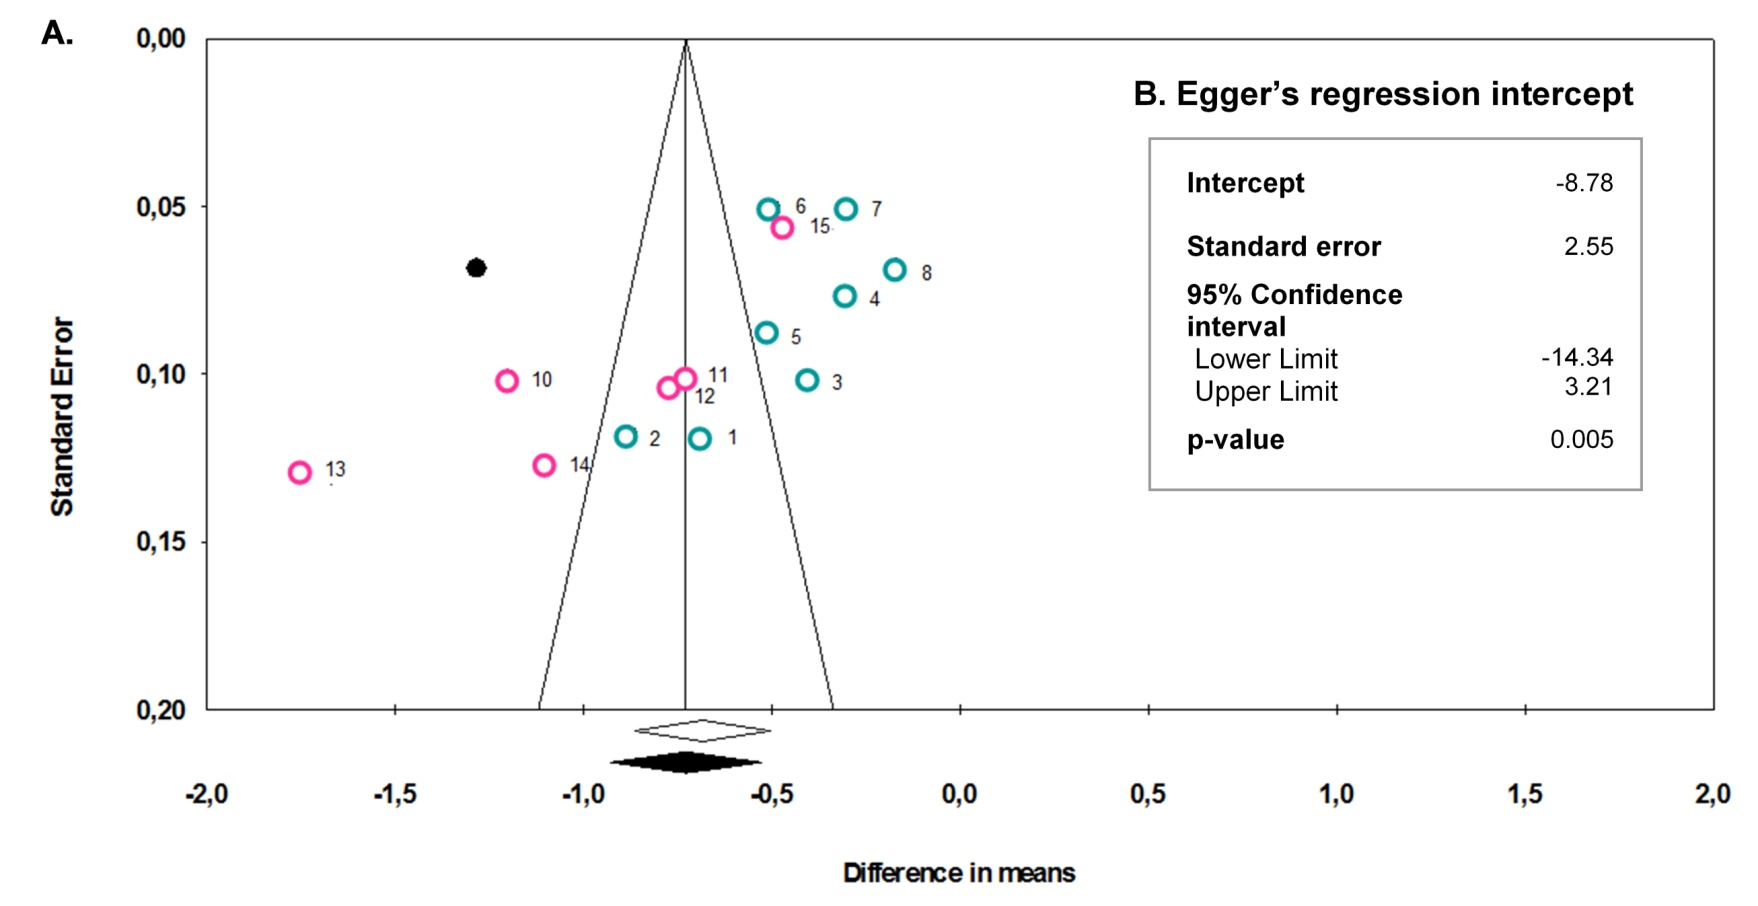 A.
B. Egger’s regression intercept
Intercept -8.78
Standard error 2.55
95% Confidence
interval
Lower Limit -14.34
Upper Limit 3.21
p-value 0.005
Standard Error
0,00
0,05
0,10
0,15
0,20
6
7
15
8
4
5
10
11
3
12
2
1
14
13
-2,0 -1,5 -1,0 -0,5 0,0 0,5 1,0 1,5 2,0
Difference in means